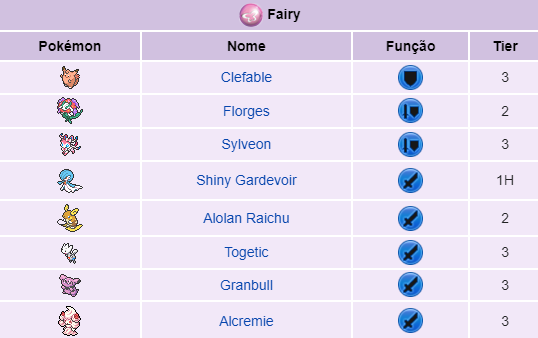 Fairy
Pokémon Nome Função Tier
Clefable 3
Florges 2
Sylveon 3
Shiny Gardevoir 1H
Alolan Raichu 2
Togetic 3
Granbull 3
Alcremie 3